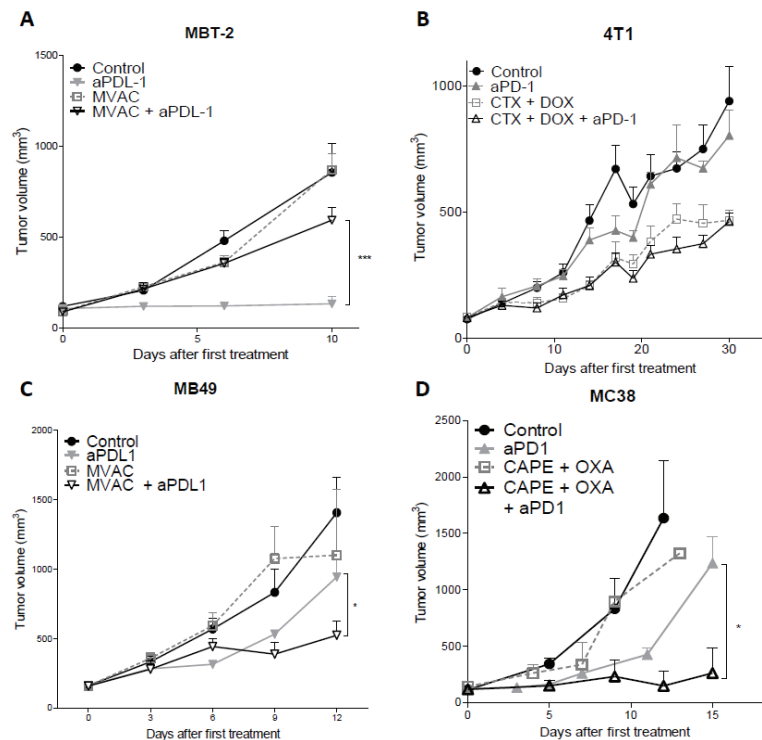 A
MBT-2
1500
1000
500
0
Tumor volume (mm3)
Control
aPDL-1
MVAC
MVAC + aPDL-1
***
0
5
10
Days after first treatment
B
4T1
1000
500
0
Tumor volume (mm3)
Control
aPD-1
CTX + DOX
CTX + DOX + aPD-1
0
10
20
30
Days after first treatment
C
MB49
2000
1500
1000
500
0
Tumor volume (mm3)
Control
aPDL1
MVAC
MVAC + aPDL1
*
0
3
6
9
12
Days after first treatment
D
MC38
2500
2000
1500
1000
500
0
Tumor volume (mm3)
Control
aPD1
CAPE + OXA
CAPE + OXA
+ aPD1
*
0
5
10
15
Days after first treatment